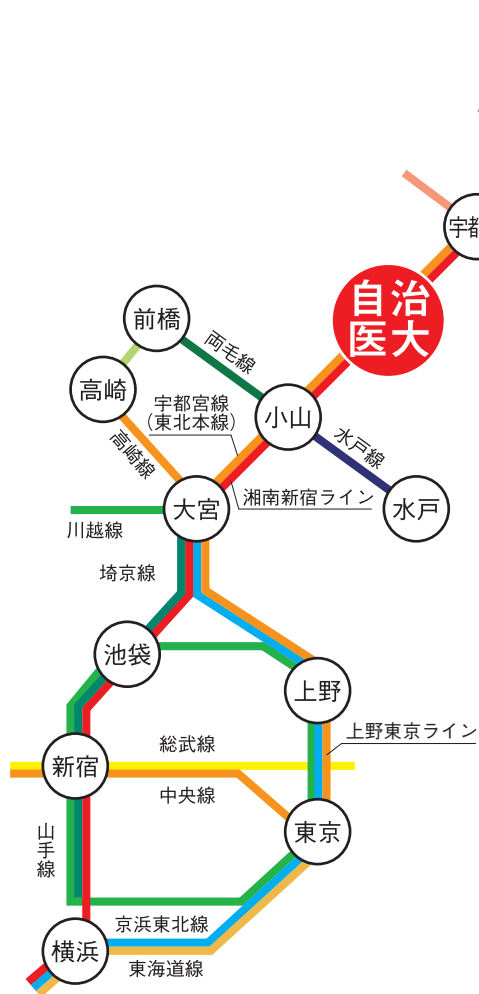 宇都
自治
医大
前橋
両毛線
高崎
宇都宮線
（東北本線）
小山
水戸線
高崎線
湘南新宿ライン
大宮
水戸
川越線
埼京線
池袋
上野
上野東京ライン
総武線
新宿
中央線
山手線
東京
京浜東北線
横浜
東海道線